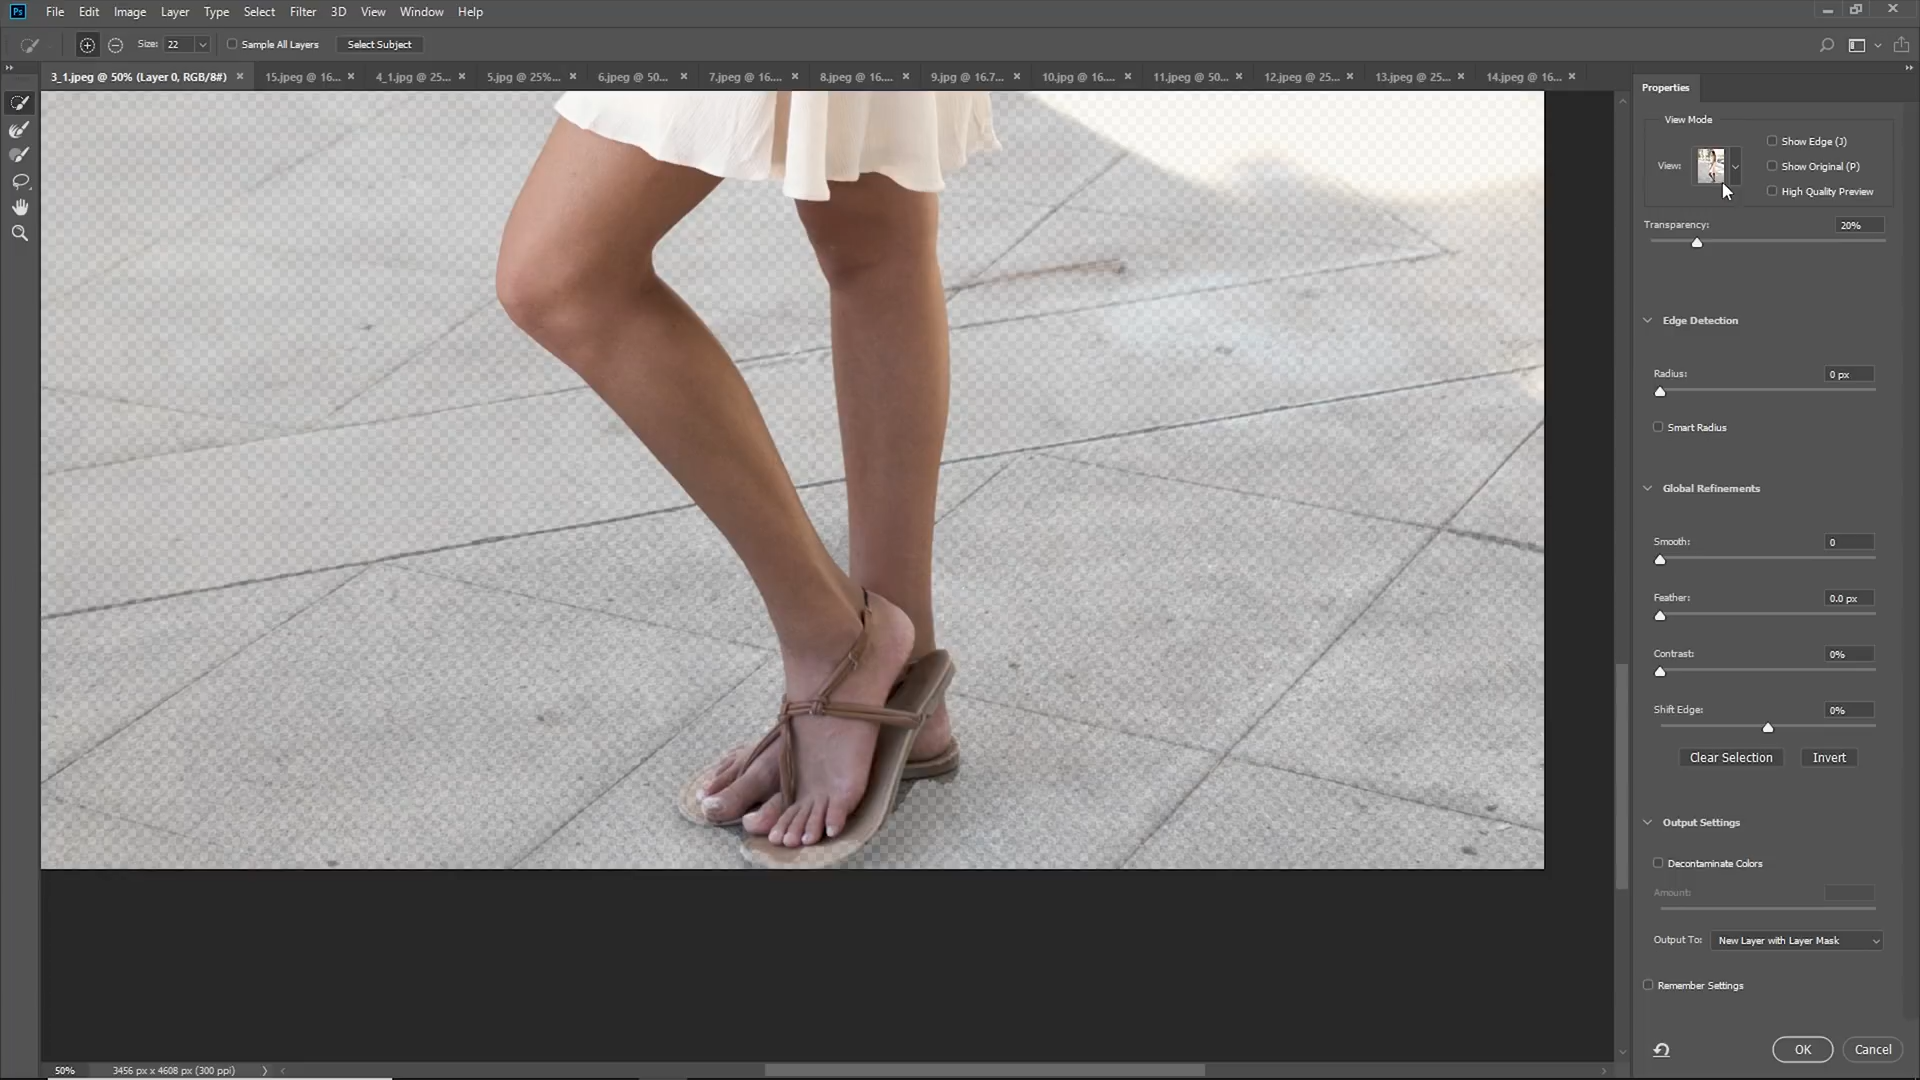 Ps File Edit Image Layer Type Select Filter 3D View Window Help
Size: 22 Sample All Layers Select Subject
3_1.jpeg @ 50% (Layer 0, RGB/8#) 15.jpeg @ 16... 4_1.jpg @ 25... 5.jpg @ 25%... 6.jpeg @ 50... 7.jpeg @ 16.... 8.jpeg @ 16.... 9.jpg @ 16.7... 10.jpg @ 16.... 11.jpeg @ 50... 12.jpeg @ 25... 13.jpeg @ 25... 14.jpeg @ 16...
Properties
View Mode
Show Edge (J)
View:
Show Original (P)
High Quality Preview
Transparency: 20%
Edge Detection
Radius: 0 px
Smart Radius
Global Refinements
Smooth: 0
Feather: 0.0 px
Contrast: 0%
Shift Edge: 0%
Clear Selection Invert
Output Settings
Decontaminate Colors
Amount:
Output To: New Layer with Layer Mask
Remember Settings
OK Cancel
50% 3456 px x 4608 px (300 ppi)